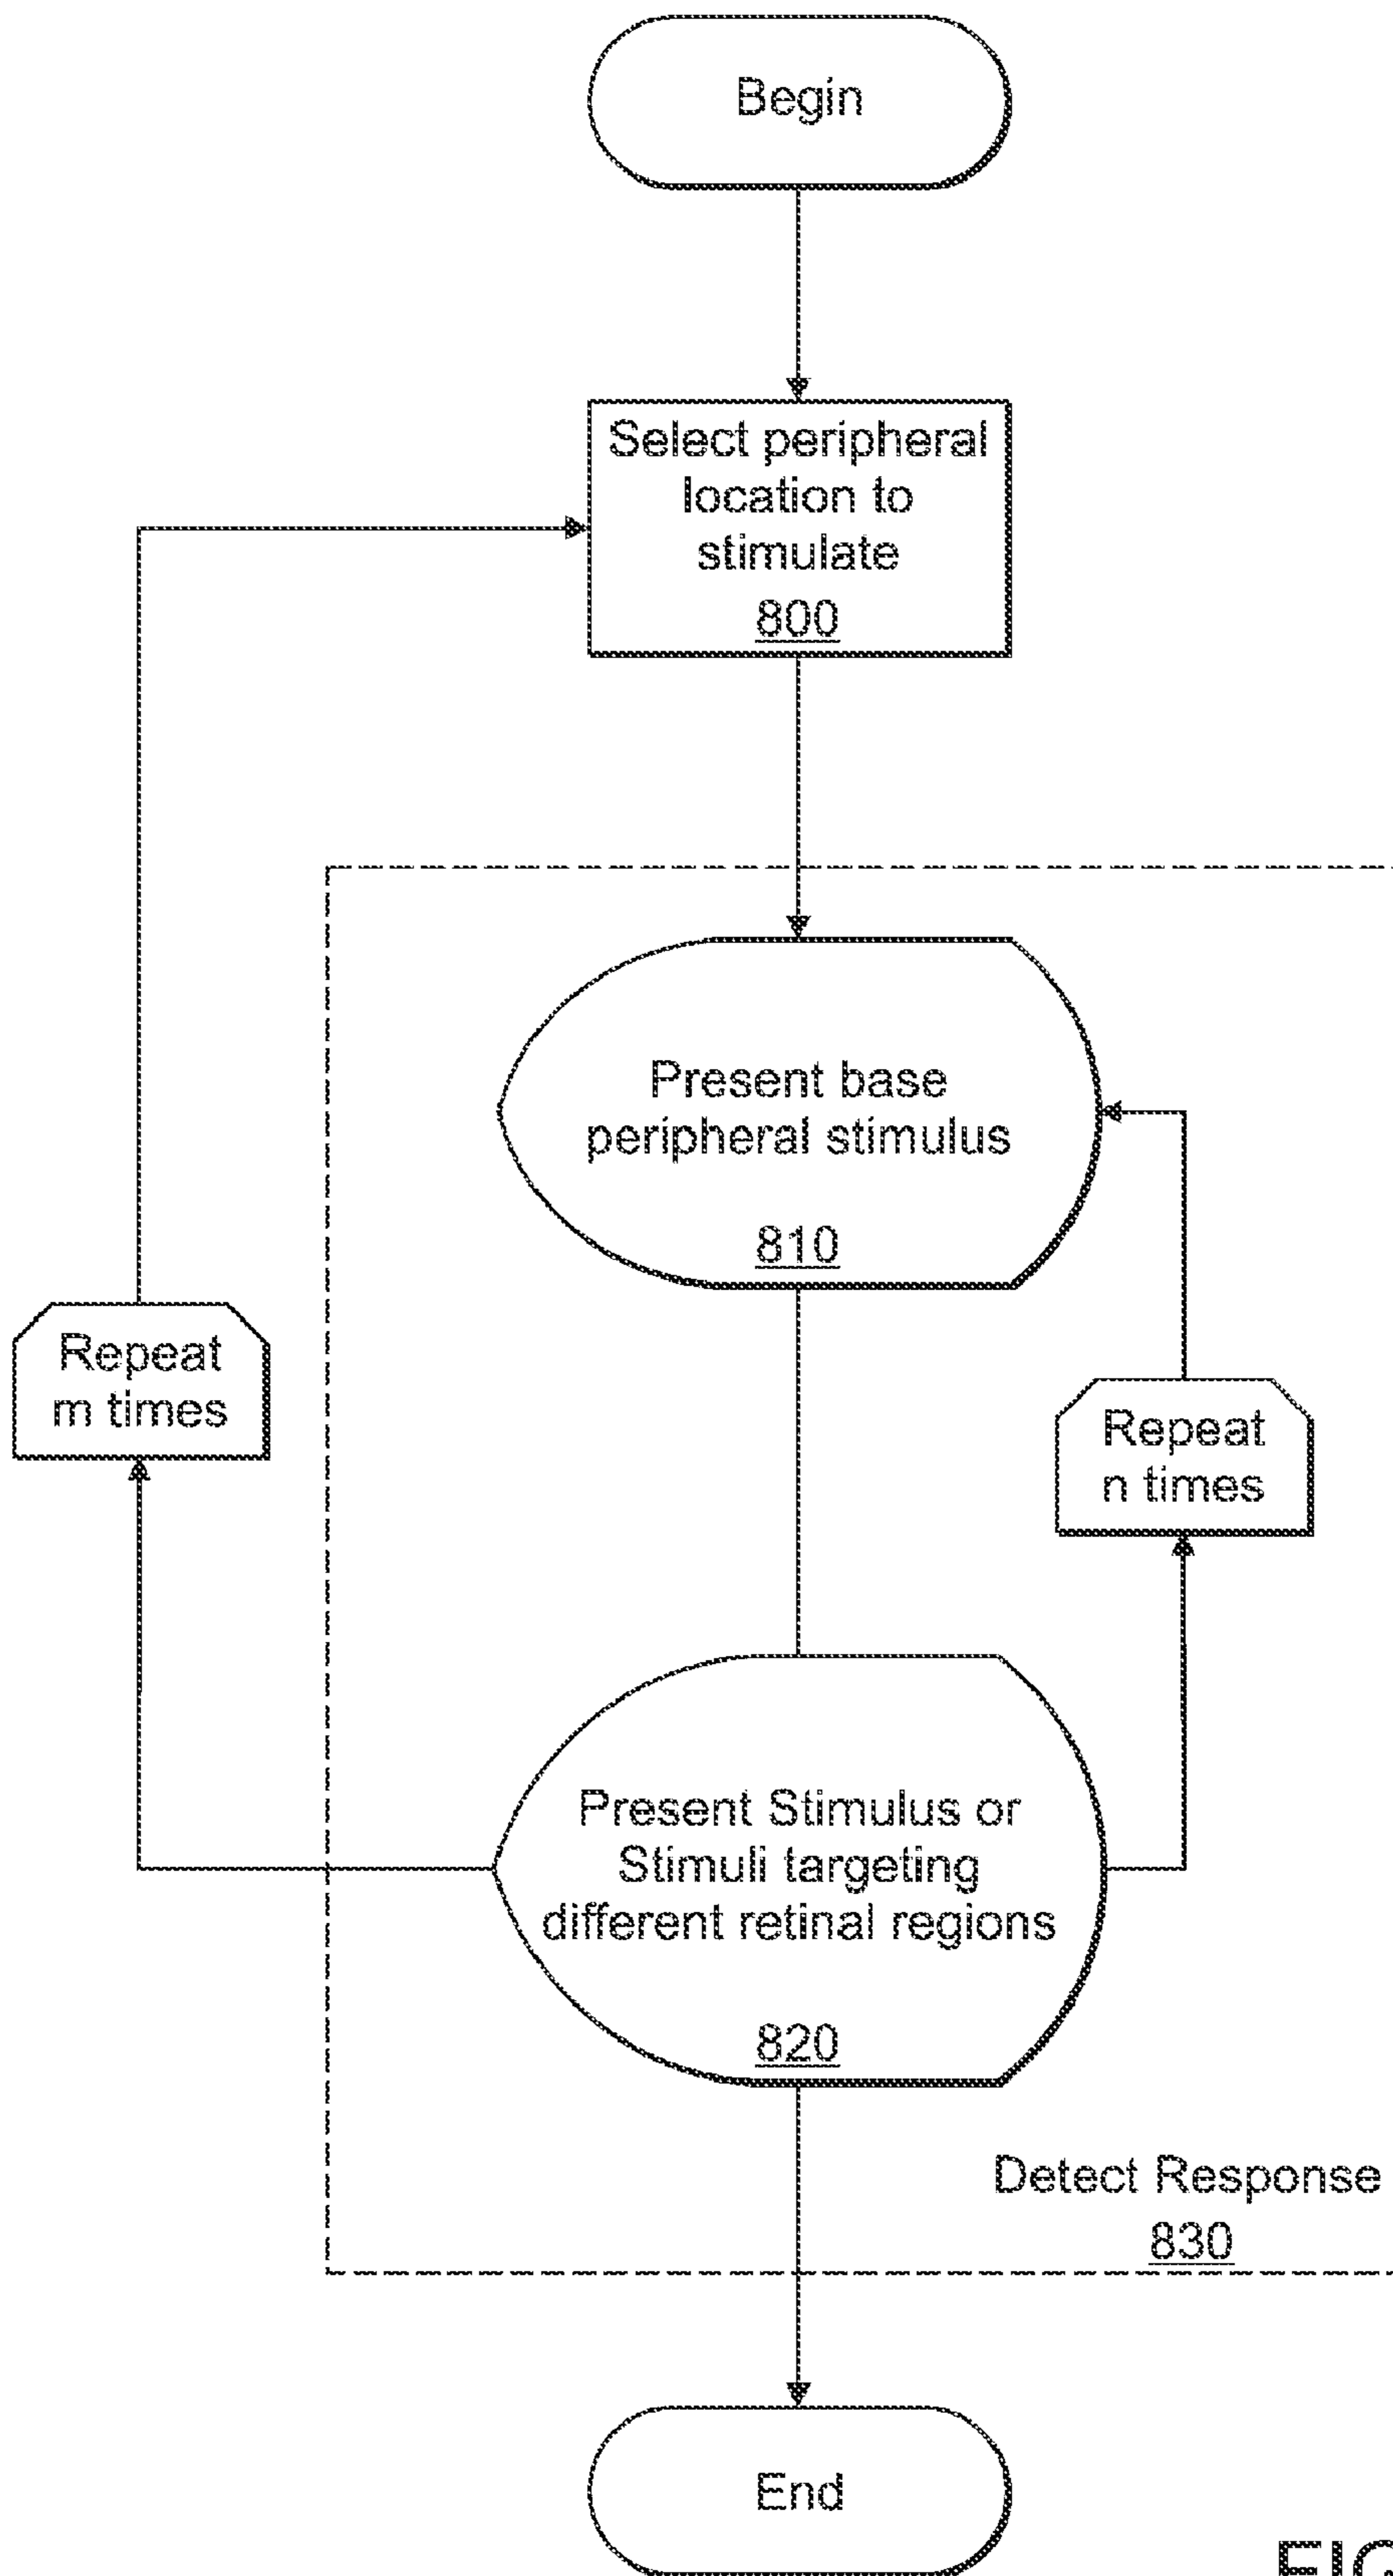 Begin
Select peripheral
location to
stimulate
800
Present base
peripheral stimulus
810
Repeat
m times
Repeat
n times
Present Stimulus or
Stimuli targeting
different retinal regions
820
Detect Response
830
End